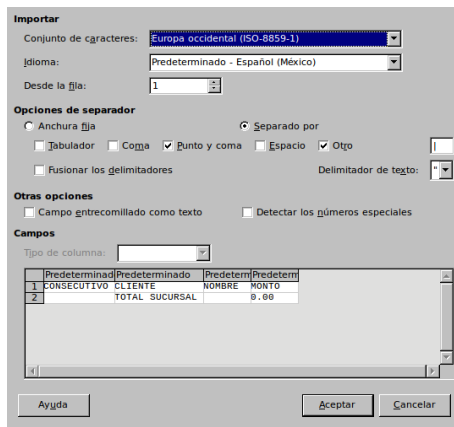 Importar
Conjunto de caracteres: Europa occidental (ISO-8859-1)
Idioma: Predeterminado - Español (México)
Desde la fila: 1
Opciones de separador
Anchura fija Separado por
Tabulador Coma Punto y coma Espacio Otro |
Fusionar los delimitadores Delimitador de texto: "
Otras opciones
Campo entrecomillado como texto Detectar los números especiales
Campos
Tipo de columna:
Predeterminad Predeterminado Predeterm Predeterm
1 CONSECUTIVO CLIENTE NOMBRE MONTO
2 TOTAL SUCURSAL 0.00
Ayuda Aceptar Cancelar